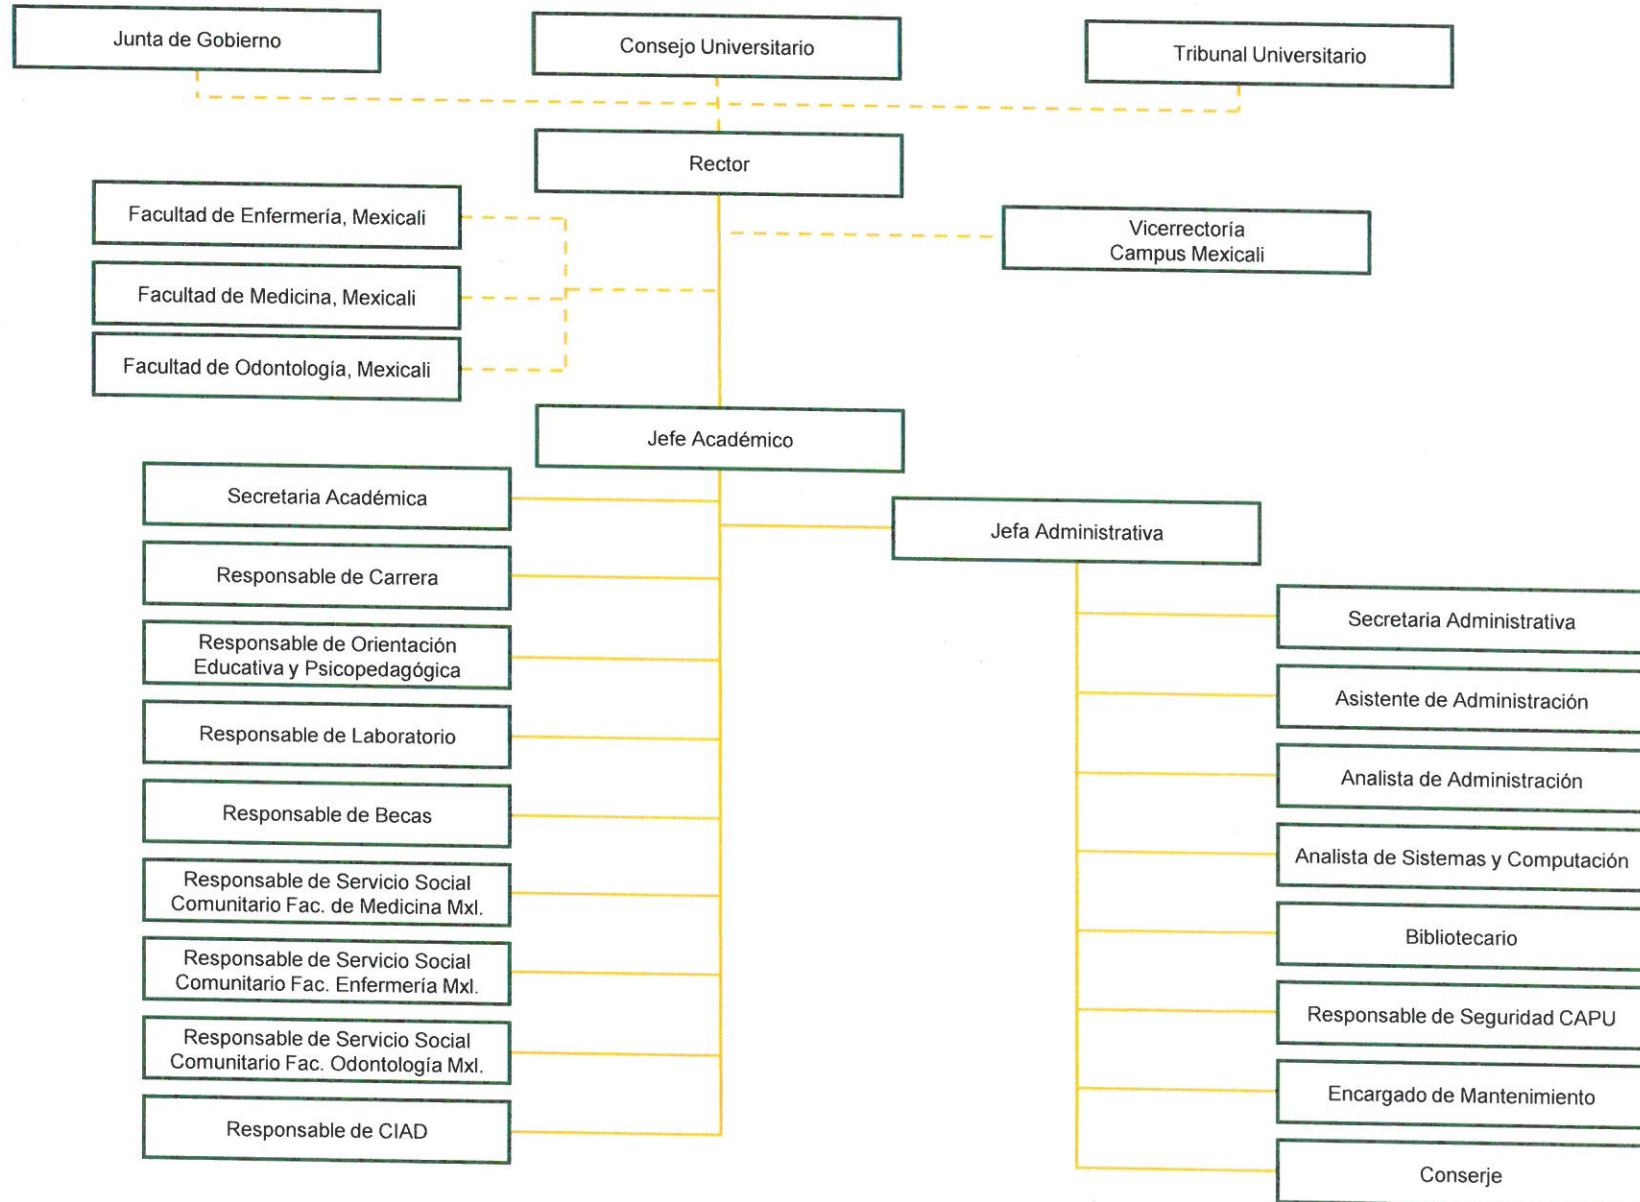 Junta de Gobierno
Consejo Universitario
Tribunal Universitario
Rector
Facultad de Enfermería, Mexicali
Vicerrectoría
Campus Mexicali
Facultad de Medicina, Mexicali
Facultad de Odontología, Mexicali
Jefe Académico
Secretaria Académica
Jefa Administrativa
Responsable de Carrera
Responsable de Orientación
Educativa y Psicopedagógica
Responsable de Laboratorio
Responsable de Becas
Responsable de Servicio Social
Comunitario Fac. de Medicina Mxl.
Responsable de Servicio Social
Comunitario Fac. Enfermería Mxl.
Responsable de Servicio Social
Comunitario Fac. Odontología Mxl.
Responsable de CIAD
Secretaria Administrativa
Asistente de Administración
Analista de Administración
Analista de Sistemas y Computación
Bibliotecario
Responsable de Seguridad CAPU
Encargado de Mantenimiento
Conserje